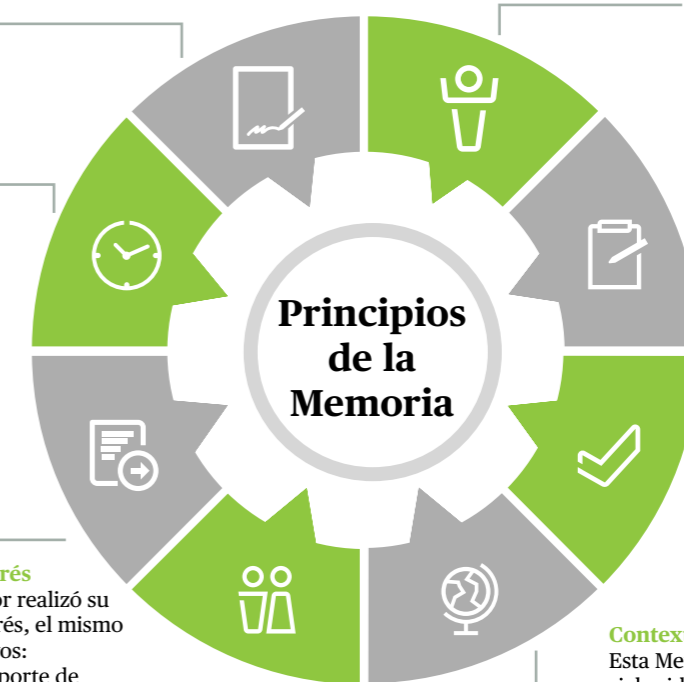 Principios
de la
Memoria
rés
or realizó su
rés, el mismo
os:
porte de
Contex
Esta Me